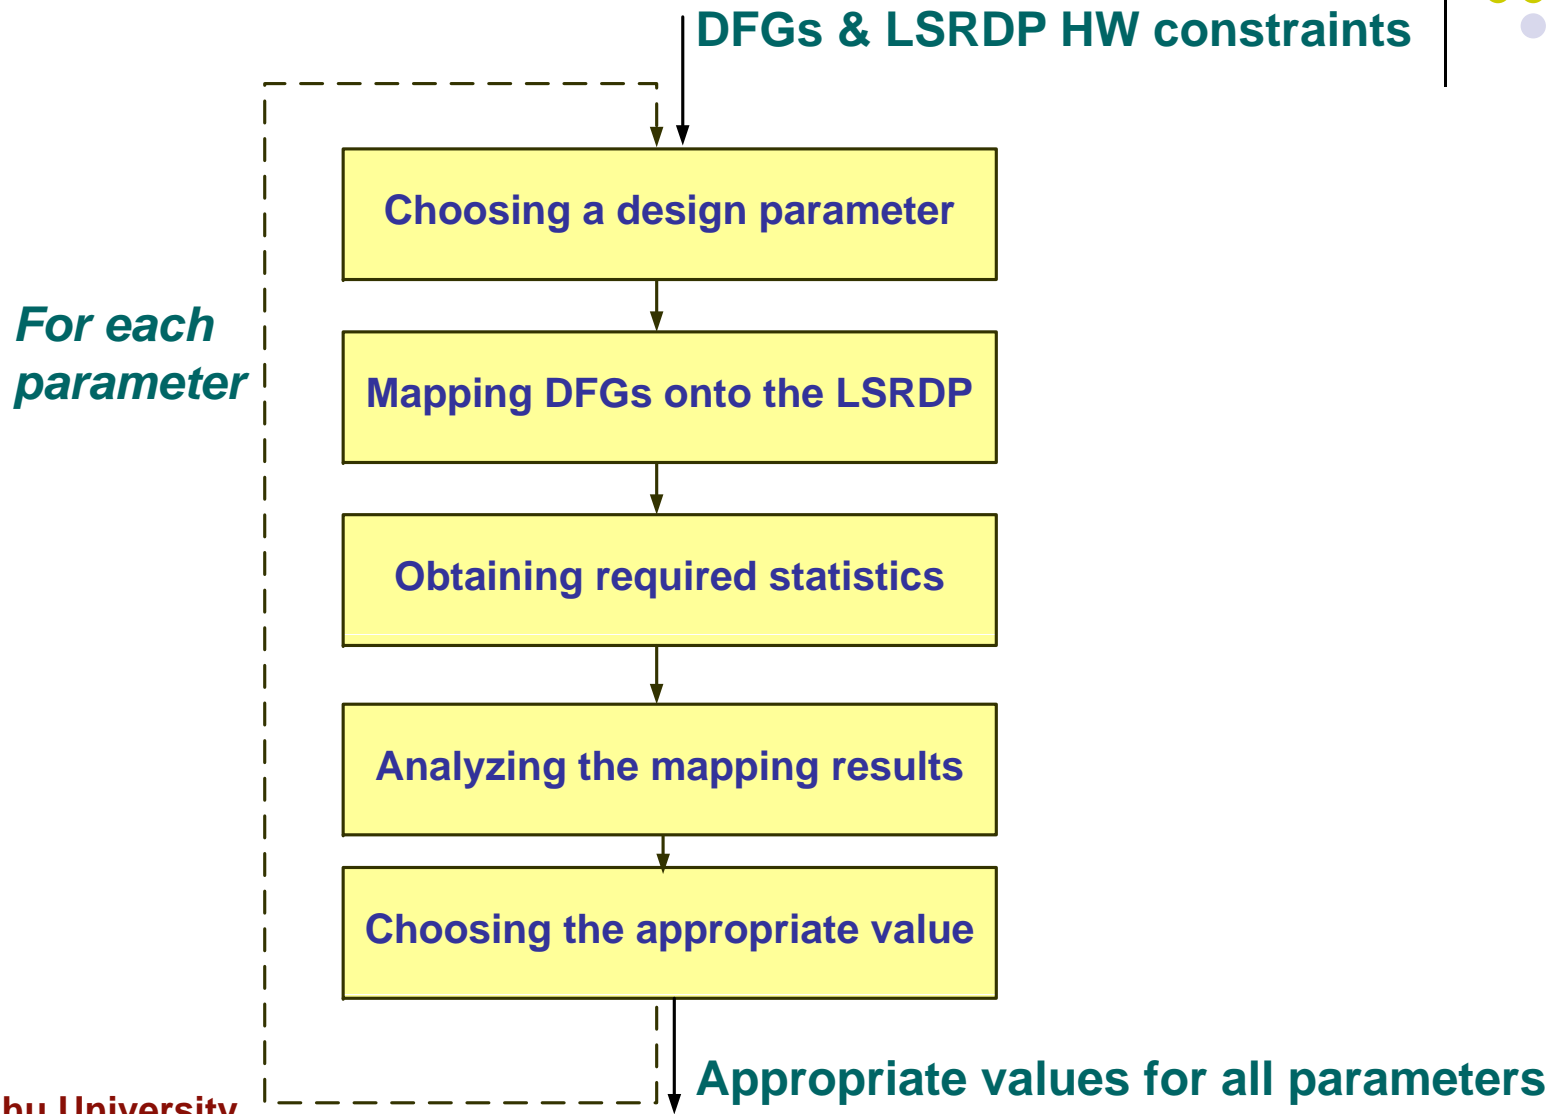 DFGs & LSRDP HW constraints
Choosing a design parameter
For each
parameter
Mapping DFGs onto the LSRDP
Obtaining required statistics
Analyzing the mapping results
Choosing the appropriate value
Appropriate values for all parameters
University